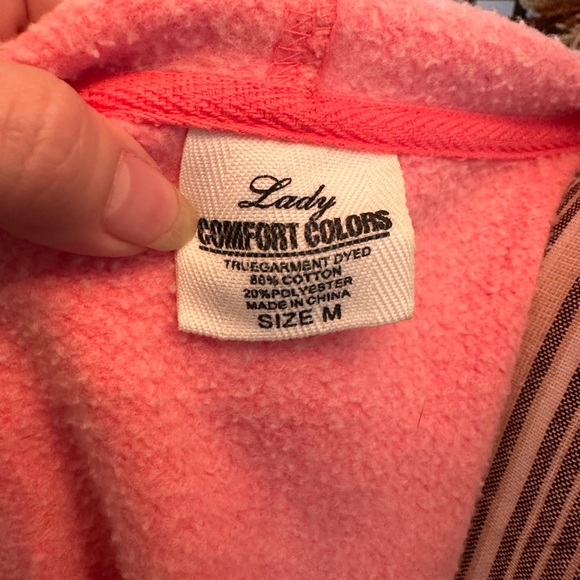 Lady
COMFORT COLORS
TRUEGARMENT DYED
80% COTTON
20% POLYESTER
MADE IN CHINA
SIZE M